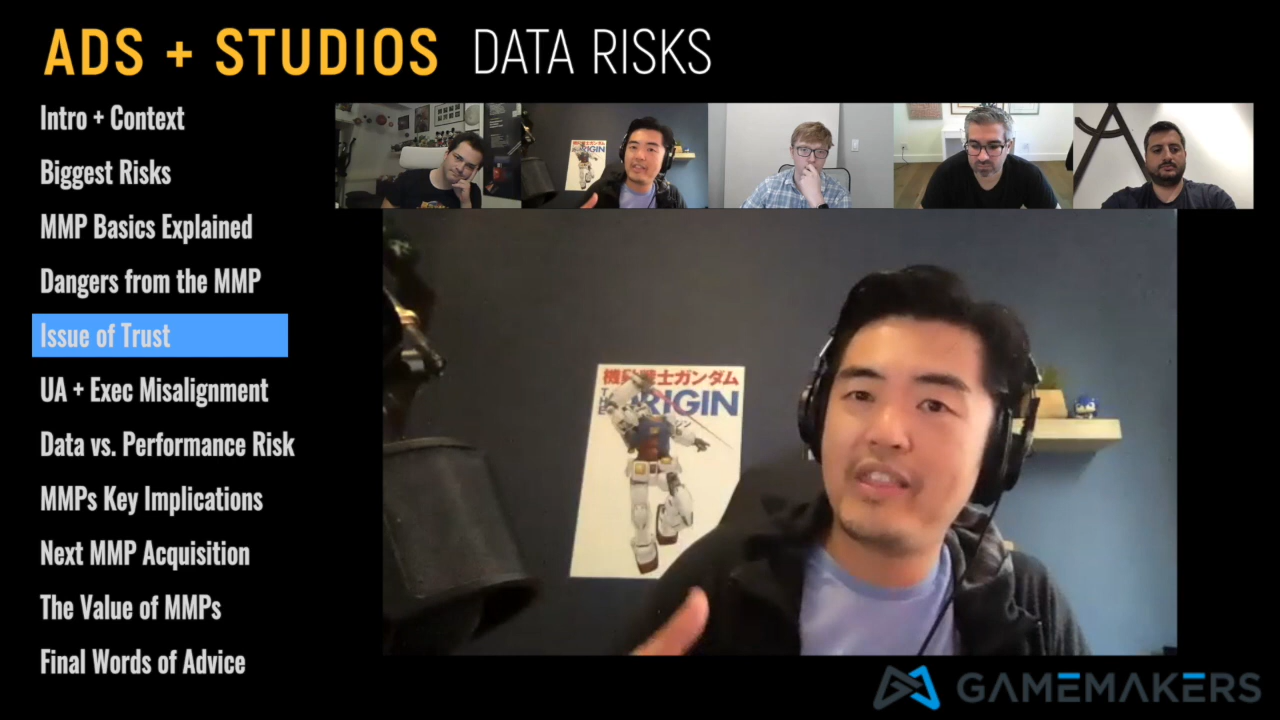 ADS + STUDIOS DATA RISKS
Intro + Context
Biggest Risks
MMP Basics Explained
Dangers from the MMP
Issue of Trust
UA + Exec Misalignment
Data vs. Performance Risk
MMPs Key Implications
Next MMP Acquisition
The Value of MMPs
Final Words of Advice
機動戦士ガンダム
THE ORIGIN
GAMEMAKERS